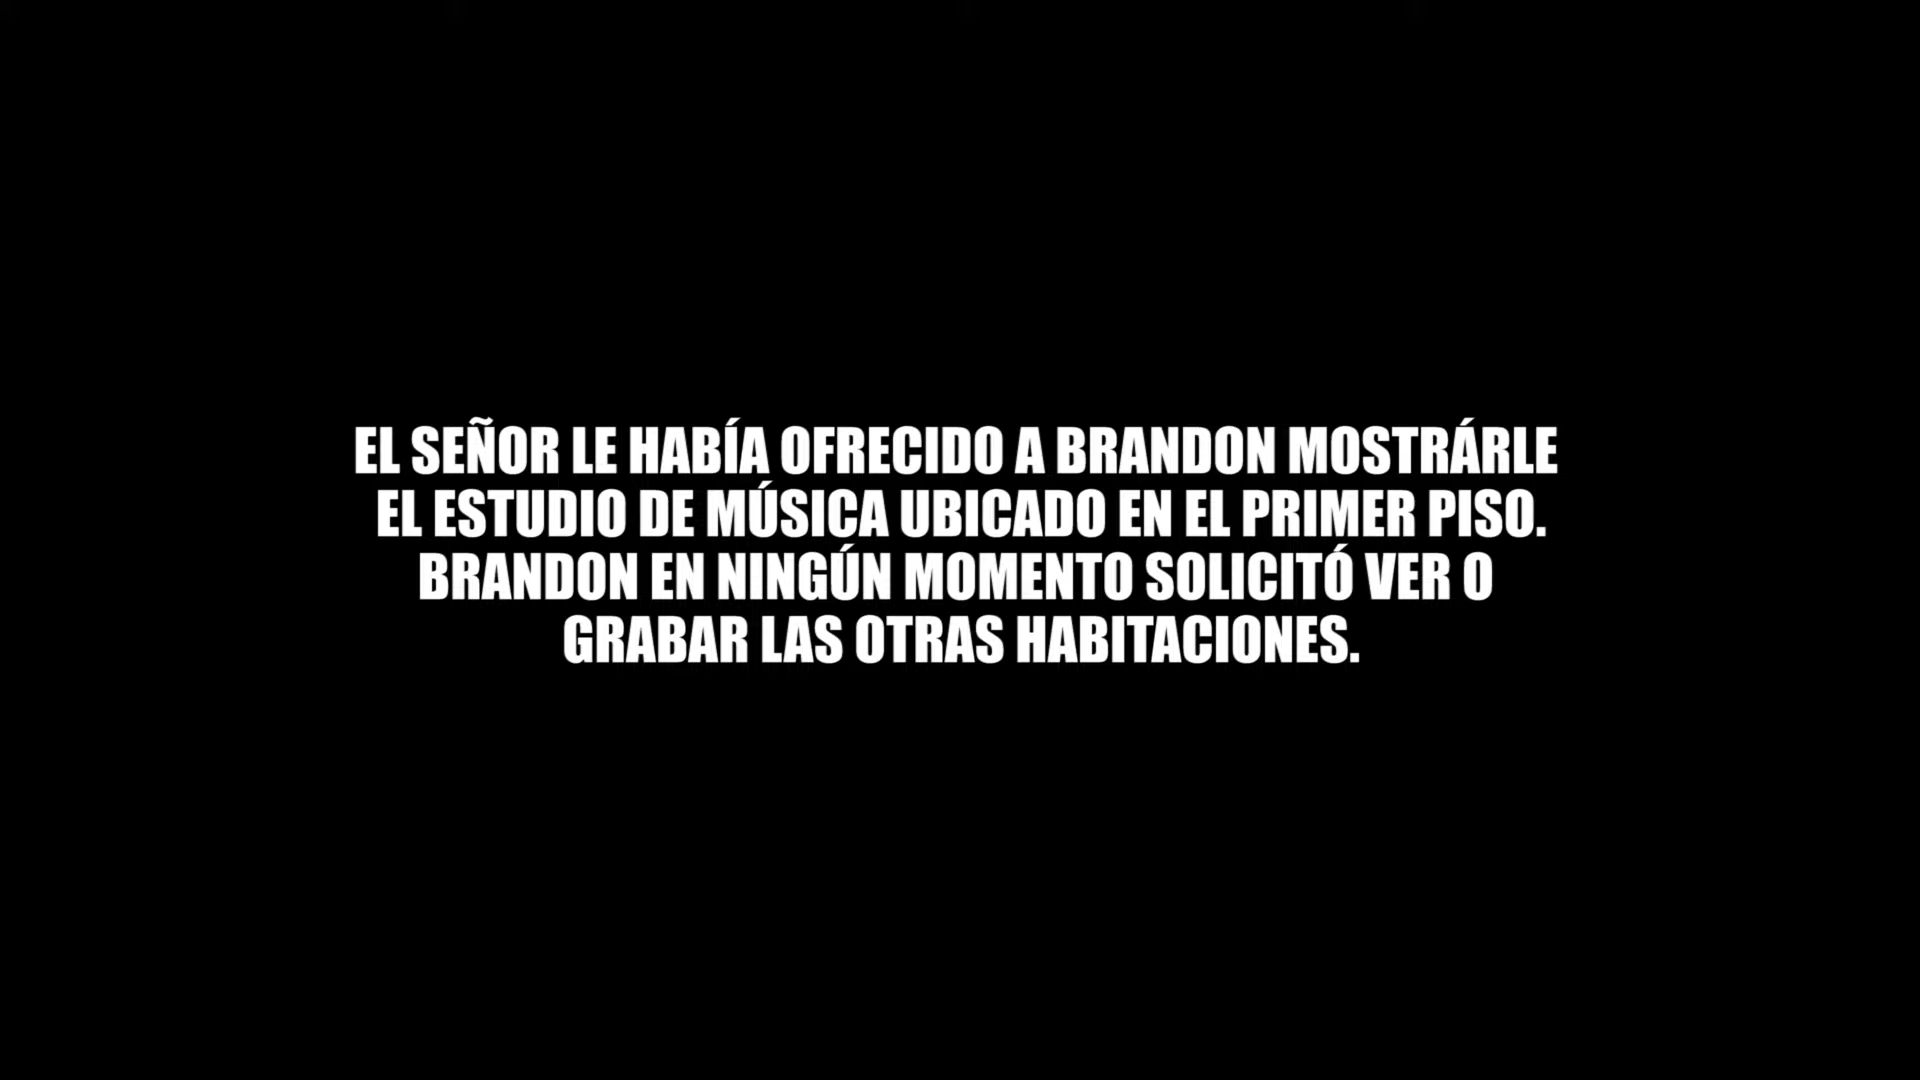 EL SEÑOR LE HABÍA OFRECIDO A BRANDON MOSTRÁRLE
EL ESTUDIO DE MÚSICA UBICADO EN EL PRIMER PISO.
BRANDON EN NINGÚN MOMENTO SOLICITÓ VER O
GRABAR LAS OTRAS HABITACIONES.